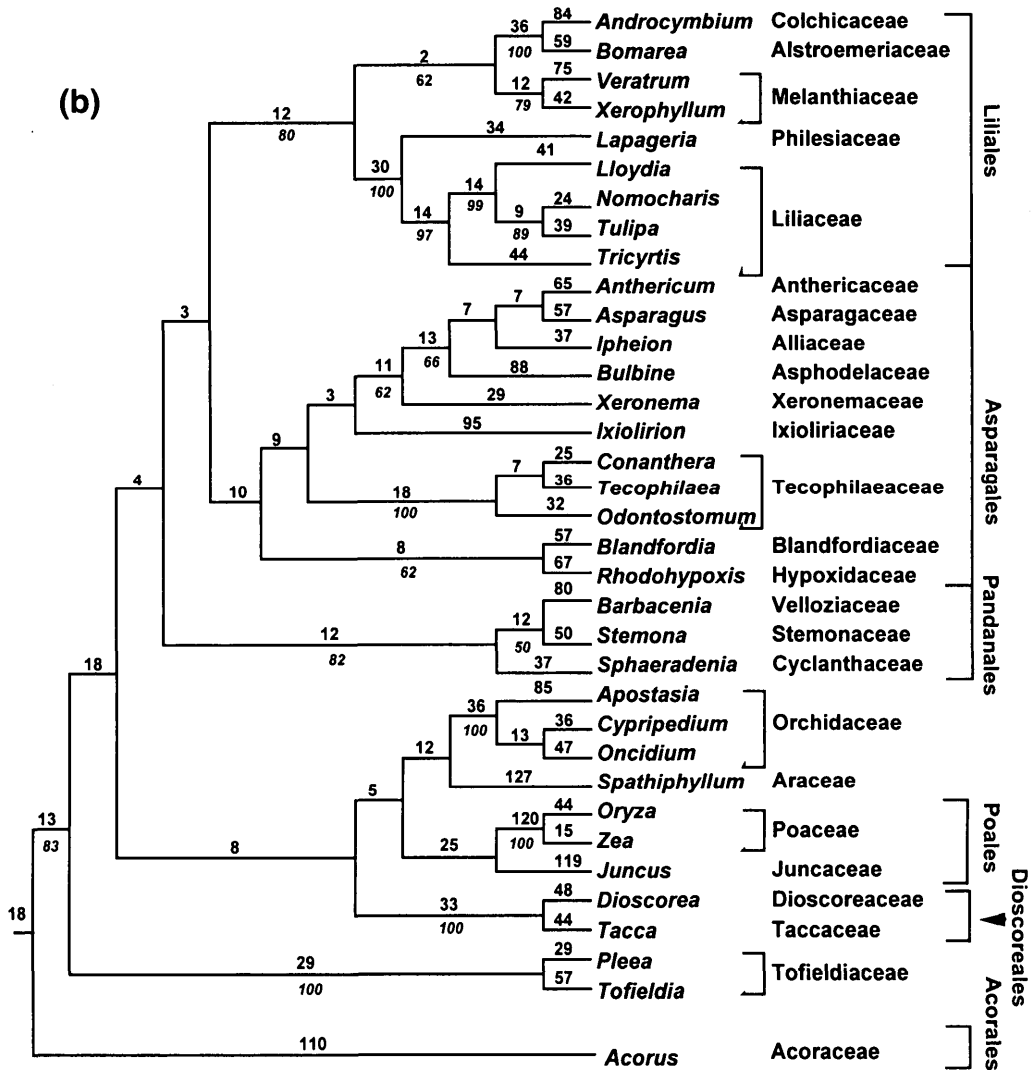 (b)
84 Androcymbium Colchicaceae
36
100
59 Bomarea Alstroemeriaceae
2
62
75 Veratrum
12
79
42 Xerophyllum
Melanthiaceae
12
80
34 Lapageria Philesiaceae
30
100
41 Lloydia
14
99
24 Nomocharis
9
89
39 Tulipa
Liliaceae
14
97
44 Tricyrtis
Liliales
3
65 Anthericum Anthericaceae
7
57 Asparagus Asparagaceae
7
37 Ipheion Alliaceae
13
66
88 Bulbine Asphodelaceae
11
62
29 Xeronema Xeronemaceae
3
95 Ixiolirion Ixioliriaceae
9
25 Conanthera
7
36 Tecophilaea Tecophilaeaceae
18
100
32 Odontostomum
10
57 Blandfordia Blandfordiaceae
8
62
67 Rhodohypoxis Hypoxidaceae
Asparagales
4
80 Barbacenia Velloziaceae
12
50
50 Stemona Stemonaceae
12
82
37 Sphaeradenia Cyclanthaceae
Pandanales
18
85 Apostasia
36
100
36 Cypripedium Orchidaceae
13
47 Oncidium
12
127 Spathiphyllum Araceae
5
44 Oryza
120
100
15 Zea
Poaceae
25
119 Juncus Juncaceae
Poales
8
48 Dioscorea Dioscoreaceae
33
100
44 Tacca Taccaceae
Dioscoreales
13
83
29 Pleea
29
100
57 Tofieldia
Tofieldiaceae
18
110 Acorus Acoraceae
Acorales